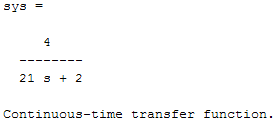 sys =
4
--------
21 s + 2
Continuous-time transfer function.